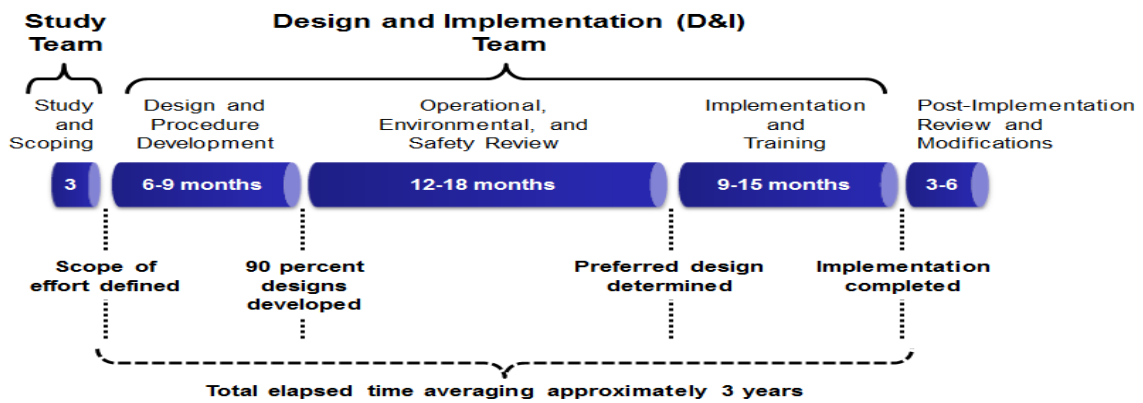 Study
Team
Design and Implementation (D&I)
Team
Study
and
Scoping
Design and
Procedure
Development
Operational,
Environmental, and
Safety Review
Implementation
and
Training
Post-Implementation
Review and
Modifications
3
6-9 months
12-18 months
9-15 months
3-6
Scope of
effort defined
90 percent
designs
developed
Preferred design
determined
Implementation
completed
Total elapsed time averaging approximately 3 years